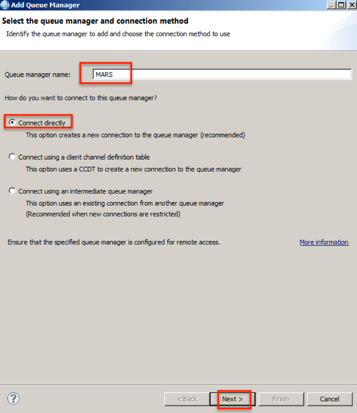 Add Queue Manager
Select the queue manager and connection method
Identify the queue manager to add and choose the connection method to use
Queue manager name: MARS
How do you want to connect to this queue manager?
Connect directly
This option creates a new connection to the queue manager (recommended)
Connect using a client channel definition table
This option uses a CCDT to create a new connection to the queue manager
Connect using an intermediate queue manager
This option uses an existing connection from another queue manager
(Recommended when new connections are restricted)
Ensure that the specified queue manager is configured for remote access. More information
? < Back Next > Finish Cancel